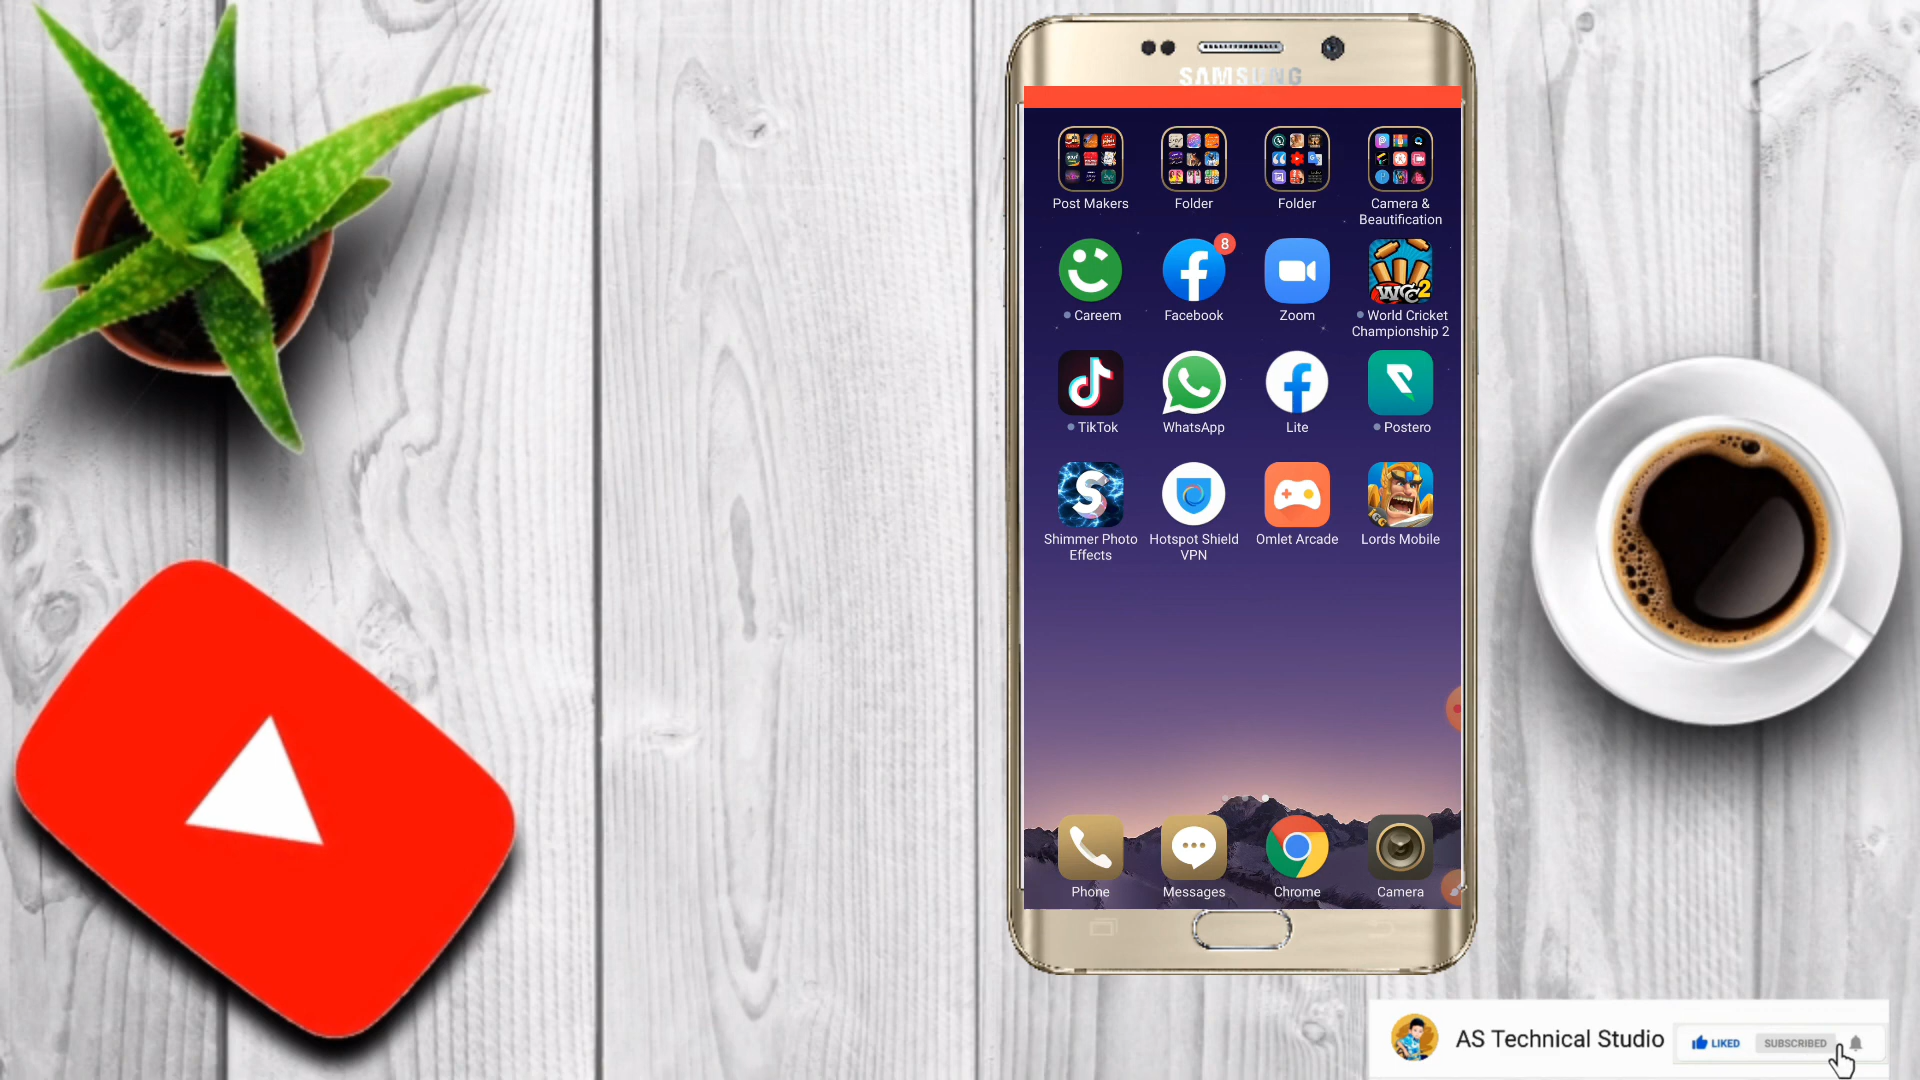 SAMSUNG
Post Makers
Folder
Folder
Camera &
Beautification
Careem
Facebook
8
Zoom
WCC2
World Cricket
Championship 2
TikTok
WhatsApp
Lite
Postero
S
IGG
Shimmer Photo
Effects
Hotspot Shield
VPN
Omlet Arcade
Lords Mobile
Phone
Messages
Chrome
Camera
AS Technical Studio
LIKED
SUBSCRIBED